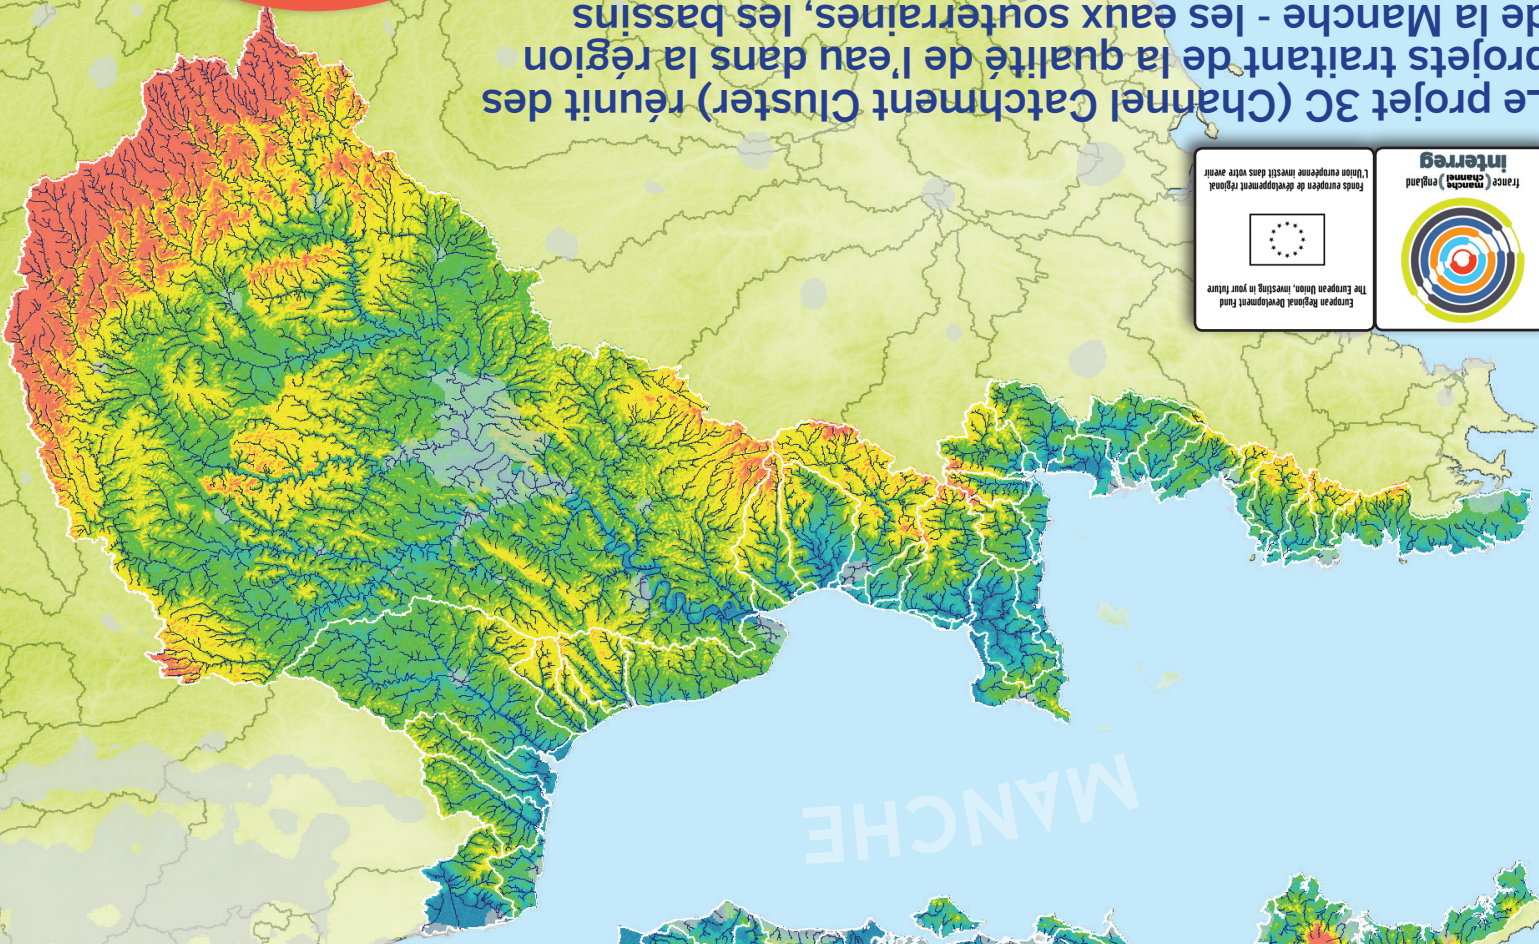 Le projet 3C (Channel Catchment Cluster) réunit des
projets traitant de la qualité de l'eau dans la région
de la Manche - les eaux souterraines, les bassins
european Regional Development Fund
The European Union, investing in your future
Fonds européen de développement régional
L'Union européenne investit dans votre avenir
france ( manche channel ) england
interreg
MANCHE